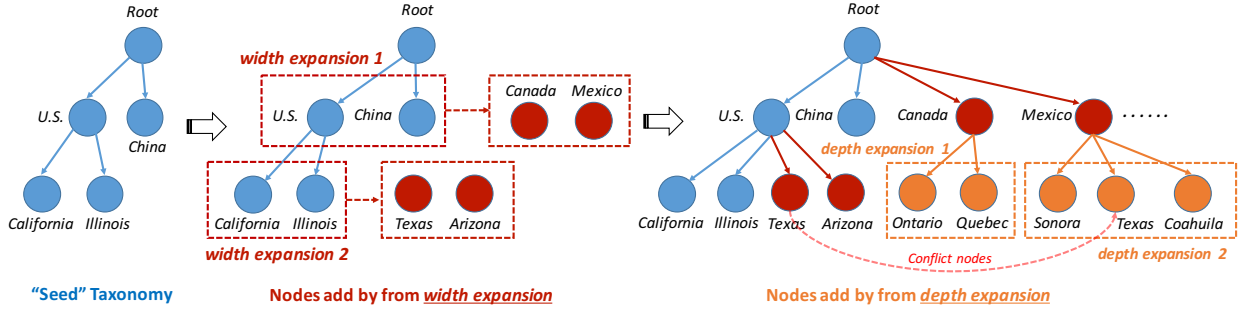 Root
U.S.
China
California Illinois
"Seed" Taxonomy
Root
width expansion 1
U.S.
China
Canada Mexico
California Illinois
Texas Arizona
width expansion 2
Nodes add by from width expansion
Root
U.S.
China
Canada
Mexico
......
depth expansion 1
California Illinois Texas Arizona
Ontario Quebec
Sonora Texas Coahuila
Conflict nodes
depth expansion 2
Nodes add by from depth expansion